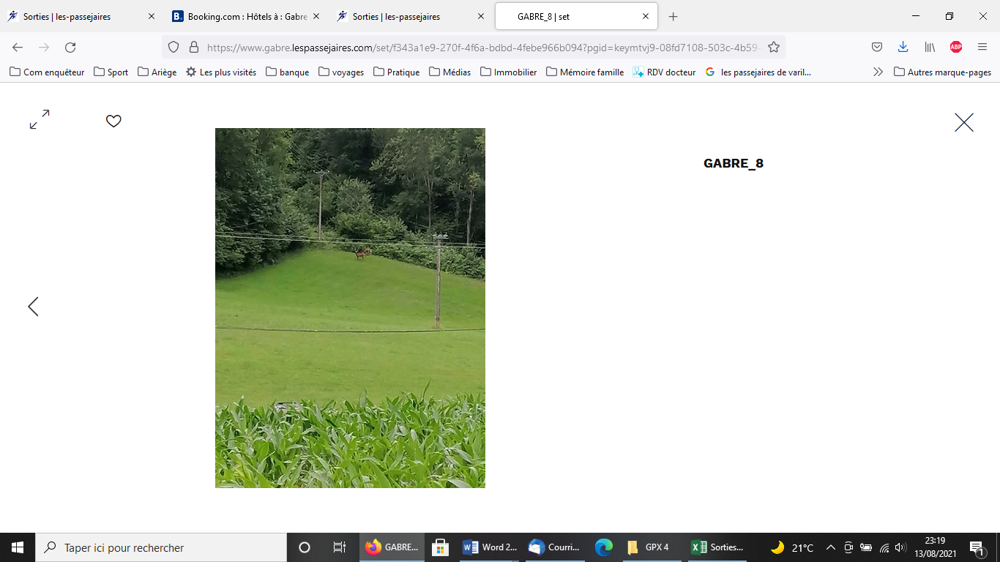 Sorties | les-passejaires
Booking.com : Hôtels à : Gabre
Sorties | les-passejaires
GABRE_8 | set
https://www.gabre.lespassejaires.com/set/f343a1e9-270f-4f6a-bdbd-4febe966b094?pgid=keymtvj9-08fd7108-503c-4b59-
ABP
Com enquêteur
Sport
Ariège
Les plus visités
banque
voyages
Pratique
Médias
Immobilier
Mémoire famille
RDV docteur
les passejaires de varil...
Autres marque-pages
GABRE_8
Taper ici pour rechercher
GABRE...
Word 2...
Courri...
GPX 4
Sorties...
21°C
23:19
13/08/2021
1